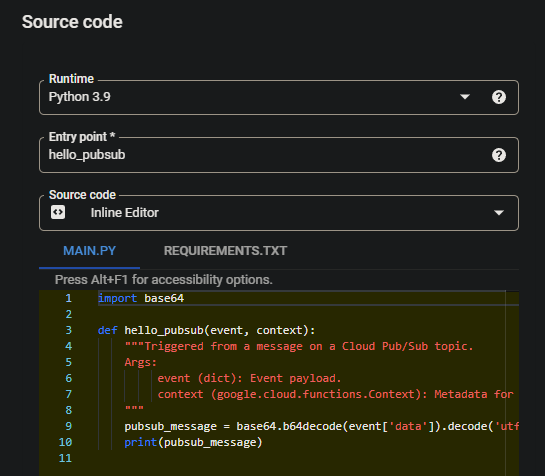 Source code
Runtime
Python 3.9
Entry point *
hello_pubsub
Source code
Inline Editor
MAIN.PY REQUIREMENTS.TXT
Press Alt+F1 for accessibility options.
1 import base64
2
3 def hello_pubsub(event, context):
4 """Triggered from a message on a Cloud Pub/Sub topic.
5 Args:
6 event (dict): Event payload.
7 context (google.cloud.functions.Context): Metadata for
8 """
9 pubsub_message = base64.b64decode(event['data']).decode('utf
10 print(pubsub_message)
11